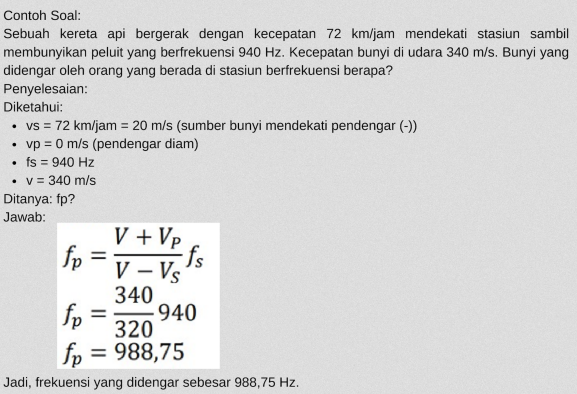 Contoh Soal:
Sebuah kereta api bergerak dengan kecepatan 72 km/jam mendekati stasiun sambil
membunyikan peluit yang berfrekuensi 940 Hz. Kecepatan bunyi di udara 340 m/s. Bunyi yang
didengar oleh orang yang berada di stasiun berfrekuensi berapa?
Penyelesaian:
Diketahui:
• vs = 72 km/jam = 20 m/s (sumber bunyi mendekati pendengar (-))
• vp = 0 m/s (pendengar diam)
• fs = 940 Hz
• v = 340 m/s
Ditanya: fp?
Jawab:
f_p = \frac{V + V_P}{V - V_S} f_s
f_p = \frac{340}{320} 940
f_p = 988,75
Jadi, frekuensi yang didengar sebesar 988,75 Hz.